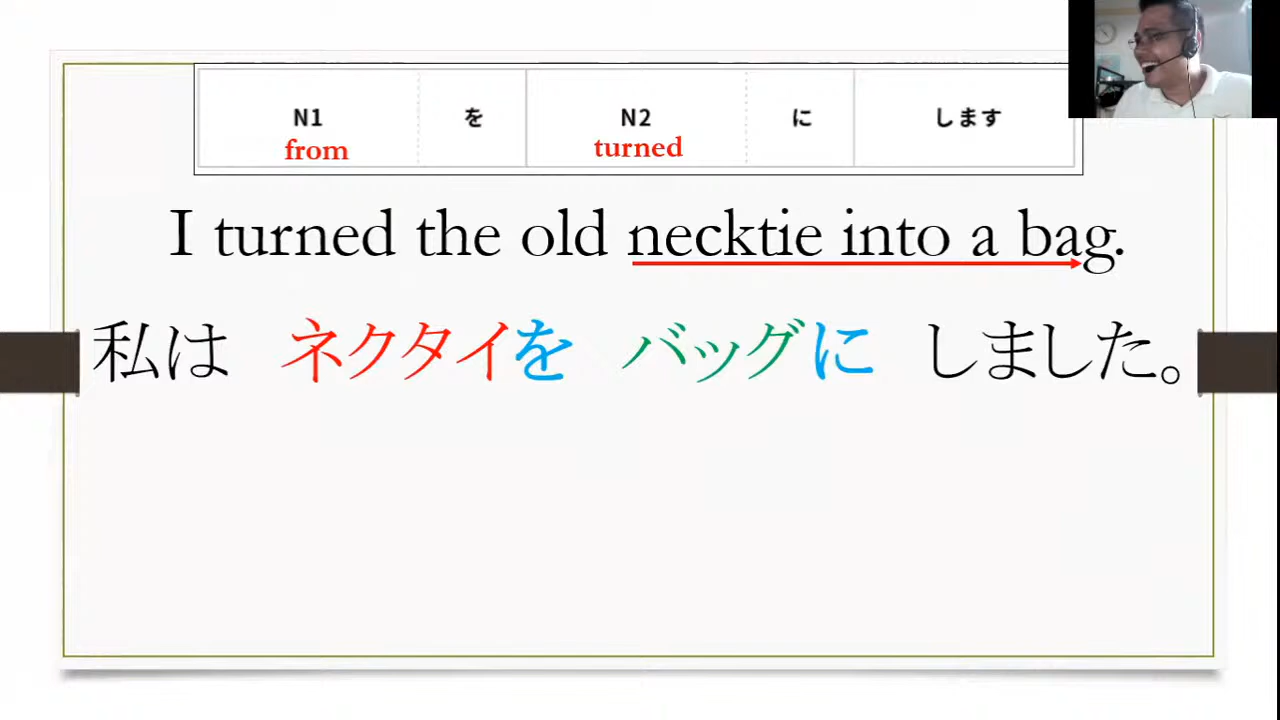 N1 を N2 に します
from turned
I turned the old necktie into a bag.
私は ネクタイを バッグに しました。